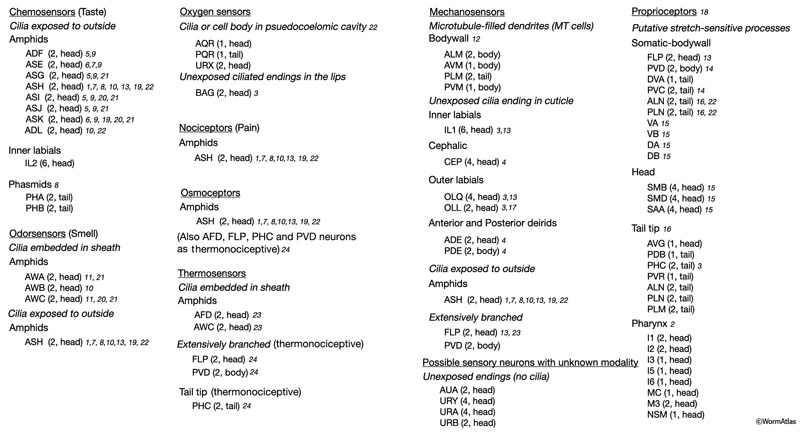 Chemosensors (Taste)
Cilia exposed to outside
Amphids
ADF (2, head) 5,9
ASE (2, head) 6,7,9
ASG (2, head) 5,9, 21
ASH (2, head) 1,7, 8, 10, 13, 19, 22
ASI (2, head) 5, 9, 20, 21
ASJ (2, head) 5, 9, 21
ASK (2, head) 6, 9, 19, 20, 21
ADL (2, head) 10, 22
Inner labials
IL2 (6, head)
Phasmids 8
PHA (2, tail)
PHB (2, tail)
Odorsensors (Smell)
Cilia embedded in sheath
Amphids
AWA (2, head) 11, 21
AWB (2, head) 10
AWC (2, head) 11, 20, 21
Cilia exposed to outside
Amphids
ASH (2, head) 1,7, 8, 10,13, 19, 22
Oxygen sensors
Cilia or cell body in psuedocoelomic cavity 22
AQR (1, head)
PQR (1, tail)
URX (2, head)
Unexposed ciliated endings in the lips
BAG (2, head) 3
Nociceptors (Pain)
Amphids
ASH (2, head) 1,7, 8, 10,13, 19, 22
Osmoceptors
Amphids
ASH (2, head) 1,7, 8, 10,13, 19, 22
(Also AFD, FLP, PHC and PVD neurons
as thermonociceptive) 24
Thermosensors
Cilia embedded in sheath
Amphids
AFD (2, head) 23
AWC (2, head) 23
Extensively branched (thermonociceptive)
FLP (2, head) 24
PVD (2, body) 24
Tail tip (thermonociceptive)
PHC (2, tail) 24
Mechanosensors
Microtubule-filled dendrites (MT cells)
Bodywall 12
ALM (2, body)
AVM (1, body)
PLM (2, tail)
PVM (1, body)
Unexposed cilia ending in cuticle
Inner labials
IL1 (6, head) 3,13
Cephalic
CEP (4, head) 4
Outer labials
OLQ (4, head) 3,13
OLL (2, head) 3,17
Anterior and Posterior deirids
ADE (2, head) 4
PDE (2, body) 4
Cilia exposed to outside
Amphids
ASH (2, head) 1,7, 8, 10,13, 19, 22
Extensively branched
FLP (2, head) 13, 23
PVD (2, body)
Possible sensory neurons with unknown modality
Unexposed endings (no cilia)
AUA (2, head)
URY (4, head)
URA (4, head)
URB (2, head)
Proprioceptors 18
Putative stretch-sensitive processes
Somatic-bodywall
FLP (2, head) 13
PVD (2, body) 14
DVA (1, tail)
PVC (2, tail) 14
ALN (2, tail) 16, 22
PLN (2, tail) 16, 22
VA 15
VB 15
DA 15
DB 15
Head
SMB (4, head) 15
SMD (4, head) 15
SAA (4, head) 15
Tail tip 16
AVG (1, head)
PDB (1, tail)
PHC (2, tail) 3
PVR (1, tail)
ALN (2, tail)
PLN (2, tail)
PLM (2, tail)
Pharynx 2
I1 (2, head)
I2 (2, head)
I3 (1, head)
I5 (1, head)
I6 (1, head)
MC (1, head)
M3 (2, head)
NSM (1, head)
©WormAtlas